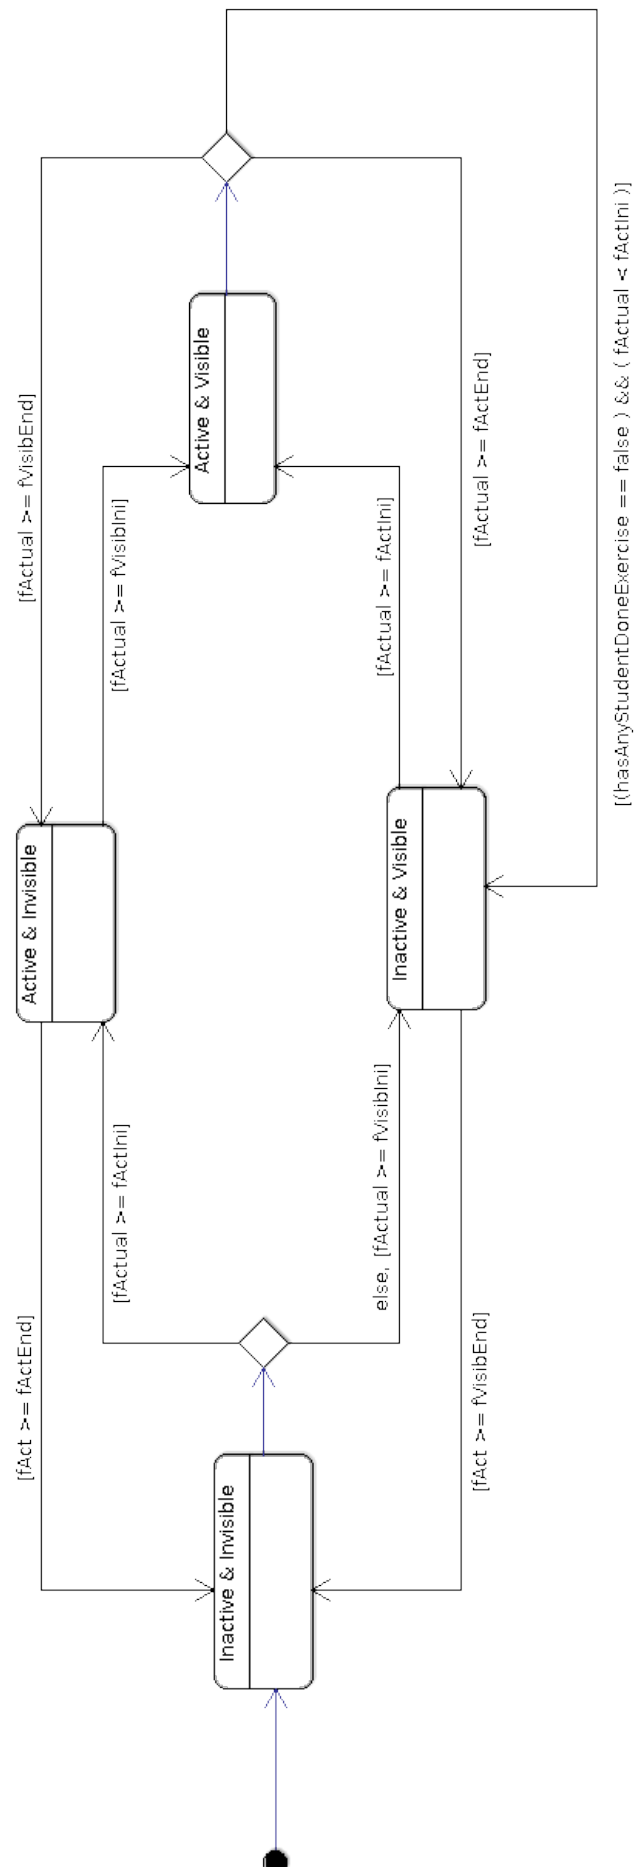 Inactive & Invisible
[fAct >= fActEnd]
[fActual >= fActIni]
else, [fActual >= fVisibIni]
[fAct >= fVisibEnd]
Active & Invisible
Inactive & Visible
[fActual >= fVisibEnd]
[fActual >= fVisibIni]
[fActual >= fActIni]
[fActual >= fActEnd]
Active & Visible
[(hasAnyStudentDoneExercise == false ) && ( fActual < fActIni )]